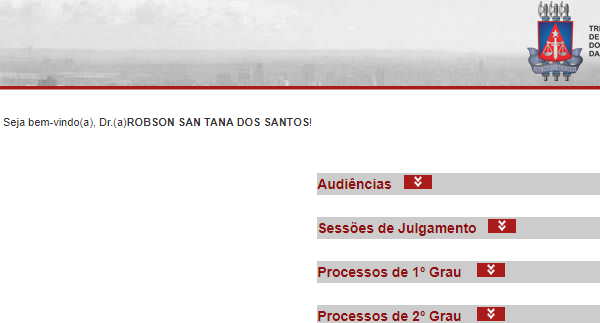 TRI
DE
DO
DA
Seja bem-vindo(a), Dr.(a)ROBSON SAN TANA DOS SANTOS!
Audiências
Sessões de Julgamento
Processos de 1º Grau
Processos de 2º Grau